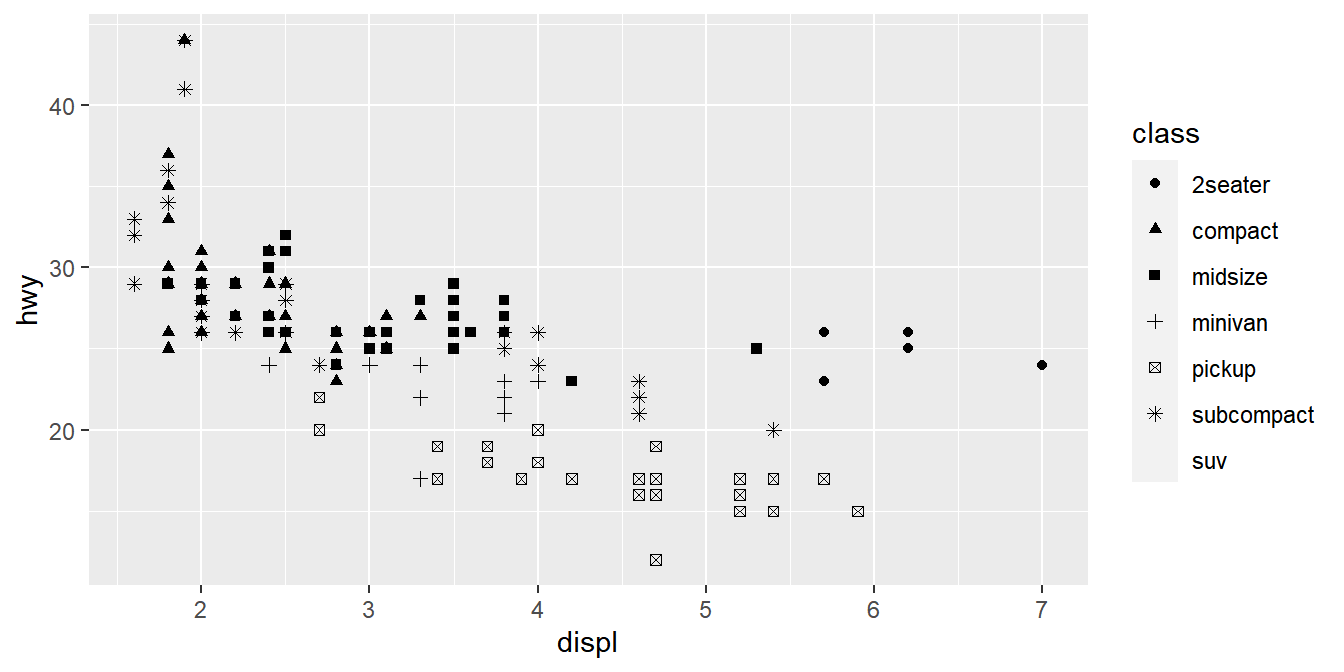 40
30
20
hwy
2 3 4 5 6 7
displ
class
2seater
compact
midsize
minivan
pickup
subcompact
suv